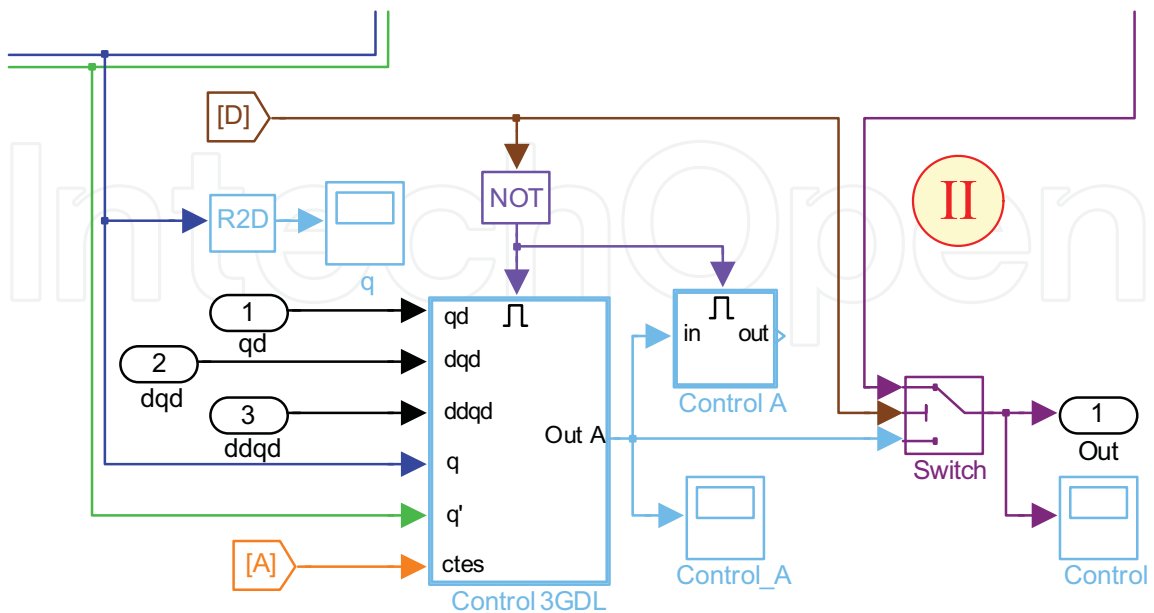 [D]
IntechOpen
II
NOT
R2D
q
1
qd
2
dqd
3
ddqd
qd
dqd
ddqd
q
q'
ctes
Out A
Control 3GDL
[A]
in
out
Control A
Control_A
Switch
1
Out
Control